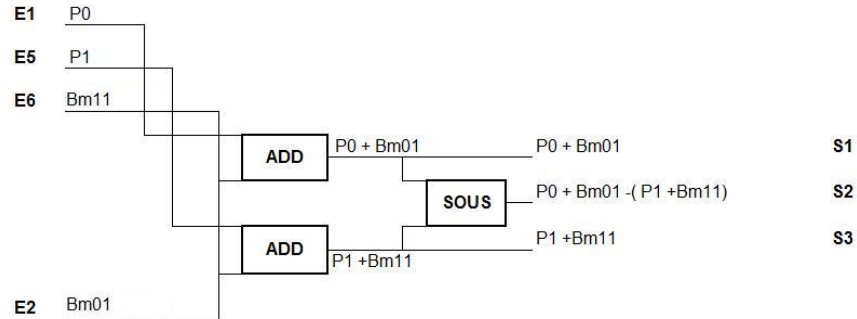 E1 P0
E5 P1
E6 Bm11
ADD P0 + Bm01 P0 + Bm01 S1
SOUS P0 + Bm01 -( P1 +Bm11) S2
ADD P1 +Bm11 P1 +Bm11 S3
E2 Bm01